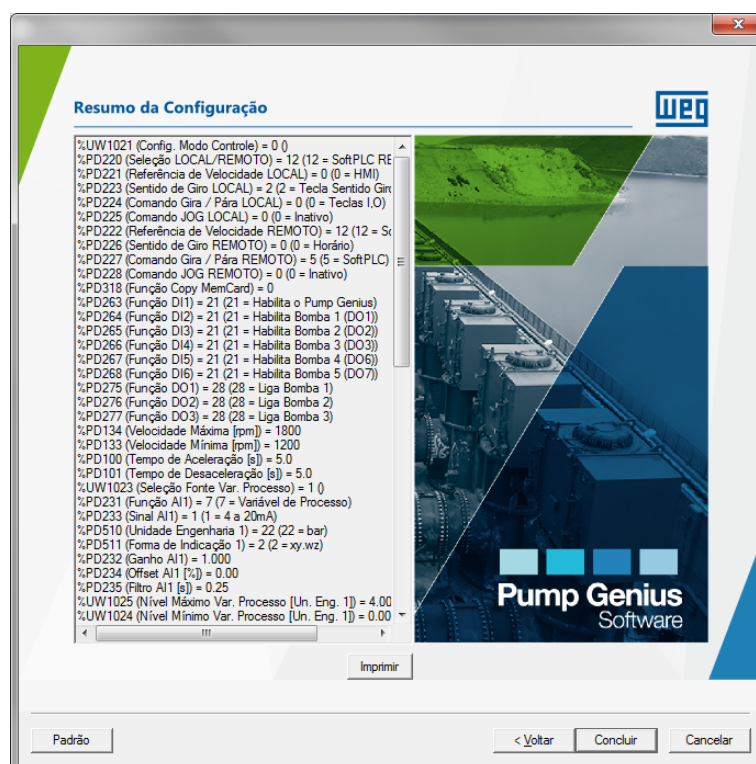 Resumo da Configuração
WEG
%UW1021 (Config. Modo Controle) = 0 ()
%PD220 (Seleção LOCAL/REMOTO) = 12 (12 = SoftPLC RE
%PD221 (Referência de Velocidade LOCAL) = 0 (0 = HMI)
%PD223 (Sentido de Giro LOCAL) = 2 (2 = Tecla Sentido Giro
%PD224 (Comando Gira / Pára LOCAL) = 0 (0 = Teclas I,O)
%PD225 (Comando JOG LOCAL) = 0 (0 = Inativo)
%PD222 (Referência de Velocidade REMOTO) = 12 (12 = So
%PD226 (Sentido de Giro REMOTO) = 0 (0 = Horário)
%PD227 (Comando Gira / Pára REMOTO) = 5 (5 = SoftPLC)
%PD228 (Comando JOG REMOTO) = 0 (0 = Inativo)
%PD318 (Função Copy MemCard) = 0
%PD263 (Função DI1) = 21 (21 = Habilita o Pump Genius)
%PD264 (Função DI2) = 21 (21 = Habilita Bomba 1 (DO1))
%PD265 (Função DI3) = 21 (21 = Habilita Bomba 2 (DO2))
%PD266 (Função DI4) = 21 (21 = Habilita Bomba 3 (DO3))
%PD267 (Função DI5) = 21 (21 = Habilita Bomba 4 (DO6))
%PD268 (Função DI6) = 21 (21 = Habilita Bomba 5 (DO7))
%PD275 (Função DO1) = 28 (28 = Liga Bomba 1)
%PD276 (Função DO2) = 28 (28 = Liga Bomba 2)
%PD277 (Função DO3) = 28 (28 = Liga Bomba 3)
%PD134 (Velocidade Máxima [rpm]) = 1800
%PD133 (Velocidade Mínima [rpm]) = 1200
%PD100 (Tempo de Aceleração [s]) = 5.0
%PD101 (Tempo de Desaceleração [s]) = 5.0
%UW1023 (Seleção Fonte Var. Processo) = 1 ()
%PD231 (Função AI1) = 7 (7 = Variável de Processo)
%PD233 (Sinal AI1) = 1 (1 = 4 a 20mA)
%PD510 (Unidade Engenharia 1) = 22 (22 = bar)
%PD511 (Forma de Indicação 1) = 2 (2 = xy.wz)
%PD232 (Ganho AI1) = 1.000
%PD234 (Offset AI1 [%]) = 0.00
%PD235 (Filtro AI1 [s]) = 0.25
%UW1025 (Nível Máximo Var. Processo [Un. Eng. 1]) = 4.00
%UW1024 (Nível Mínimo Var. Processo [Un. Eng. 1]) = 0.00
Pump Genius
Software
Imprimir
Padrão
< Voltar
Concluir
Cancelar